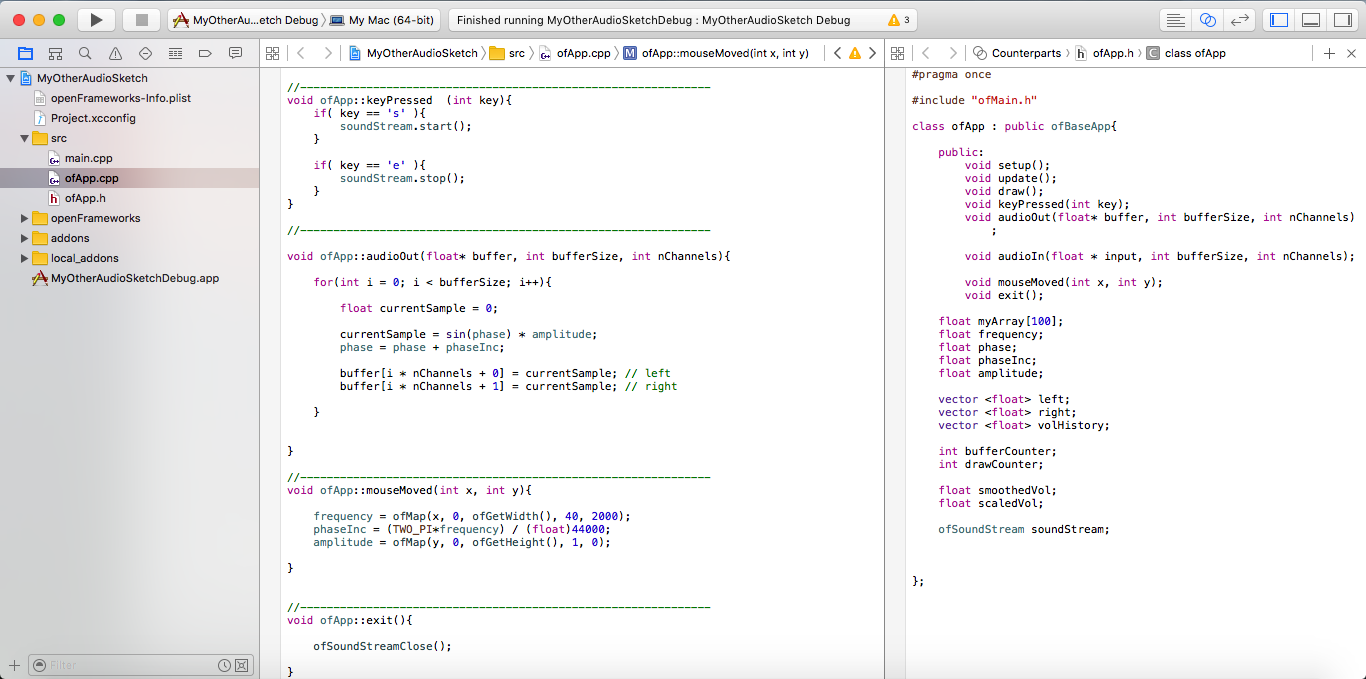 MyOtherAu...etch Debug My Mac (64-bit) Finished running MyOtherAudioSketchDebug : MyOtherAudioSketch Debug 3
MyOtherAudioSketch src ofApp.cpp M ofApp::mouseMoved(int x, int y) Counterparts h ofApp.h C class ofApp
MyOtherAudioSketch
openFrameworks-Info.plist
Project.xcconfig
src
main.cpp
ofApp.cpp
h ofApp.h
openFrameworks
addons
local_addons
MyOtherAudioSketchDebug.app
Filter
//--------------------------------------------------------------
void ofApp::keyPressed  (int key){
if( key == 's' ){
soundStream.start();
}
if( key == 'e' ){
soundStream.stop();
}
}
//--------------------------------------------------------------
void ofApp::audioOut(float* buffer, int bufferSize, int nChannels){
for(int i = 0; i < bufferSize; i++){
float currentSample = 0;
currentSample = sin(phase) * amplitude;
phase = phase + phaseInc;
buffer[i * nChannels + 0] = currentSample; // left
buffer[i * nChannels + 1] = currentSample; // right
}
}
//--------------------------------------------------------------
void ofApp::mouseMoved(int x, int y){
frequency = ofMap(x, 0, ofGetWidth(), 40, 2000);
phaseInc = (TWO_PI*frequency) / (float)44000;
amplitude = ofMap(y, 0, ofGetHeight(), 1, 0);
}
//--------------------------------------------------------------
void ofApp::exit(){
ofSoundStreamClose();
}
#pragma once
#include "ofMain.h"
class ofApp : public ofBaseApp{
public:
void setup();
void update();
void draw();
void keyPressed(int key);
void audioOut(float* buffer, int bufferSize, int nChannels)
;
void audioIn(float * input, int bufferSize, int nChannels);
void mouseMoved(int x, int y);
void exit();
float myArray[100];
float frequency;
float phase;
float phaseInc;
float amplitude;
vector <float> left;
vector <float> right;
vector <float> volHistory;
int bufferCounter;
int drawCounter;
float smoothedVol;
float scaledVol;
ofSoundStream soundStream;
};